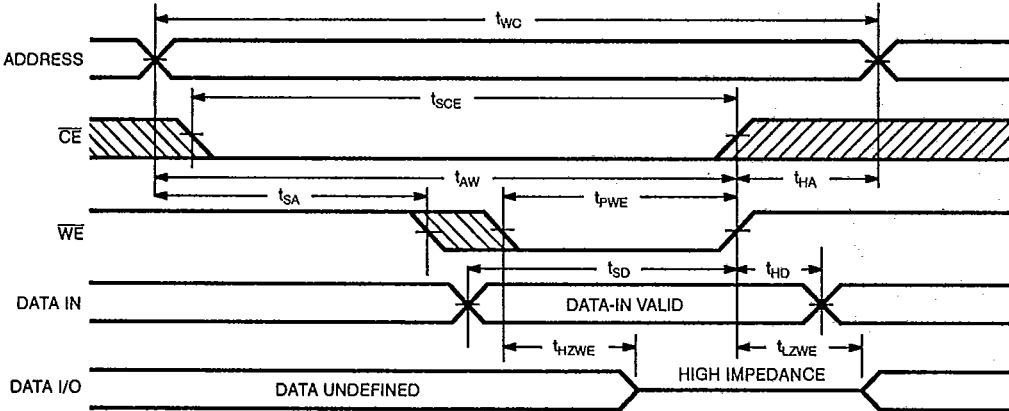 tWC
ADDRESS
tSCE
CE
tAW
tHA
tSA
tPWE
WE
tSD
tHD
DATA IN
DATA-IN VALID
tHZWE
tLZWE
HIGH IMPEDANCE
DATA I/O
DATA UNDEFINED